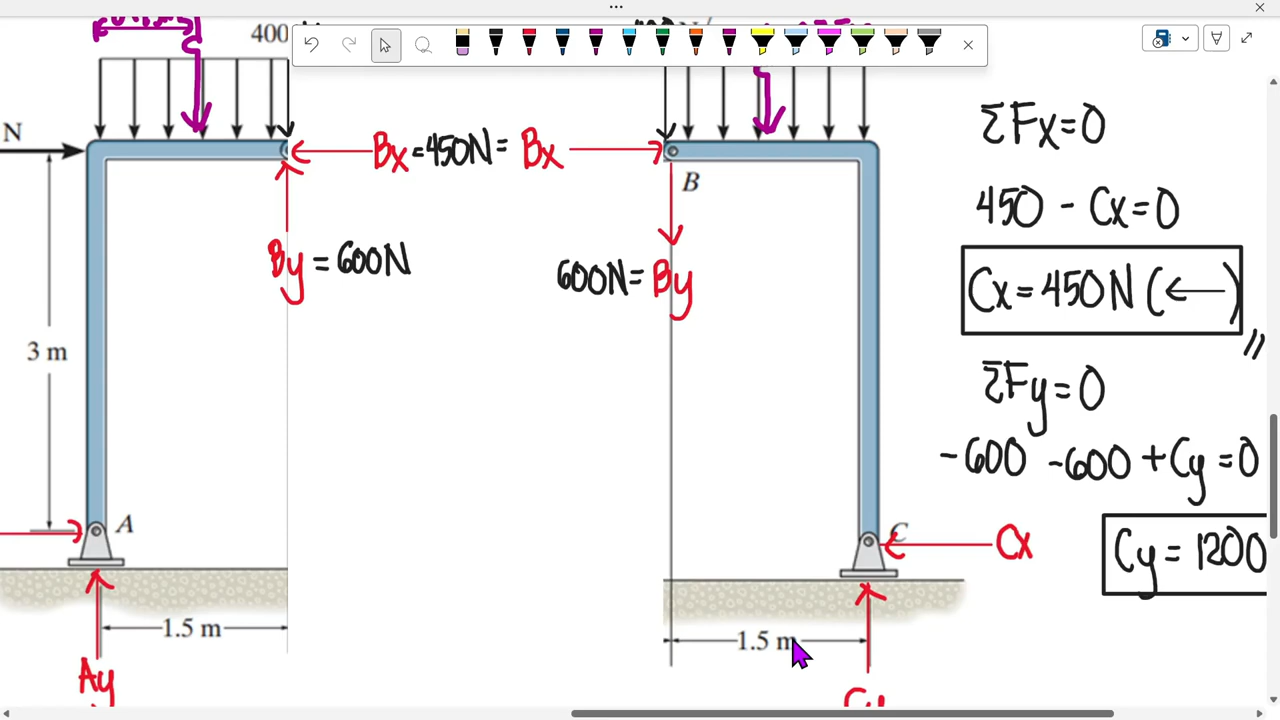 400
N
Bx = 450N = Bx
B
By = 600N
600N = By
3 m
A
C
Cx
1.5 m
1.5 m
Ay
Cy
ΣFx=0
450 - Cx=0
Cx = 450N (←)
//
ΣFy=0
-600 -600 +Cy =0
Cy = 1200